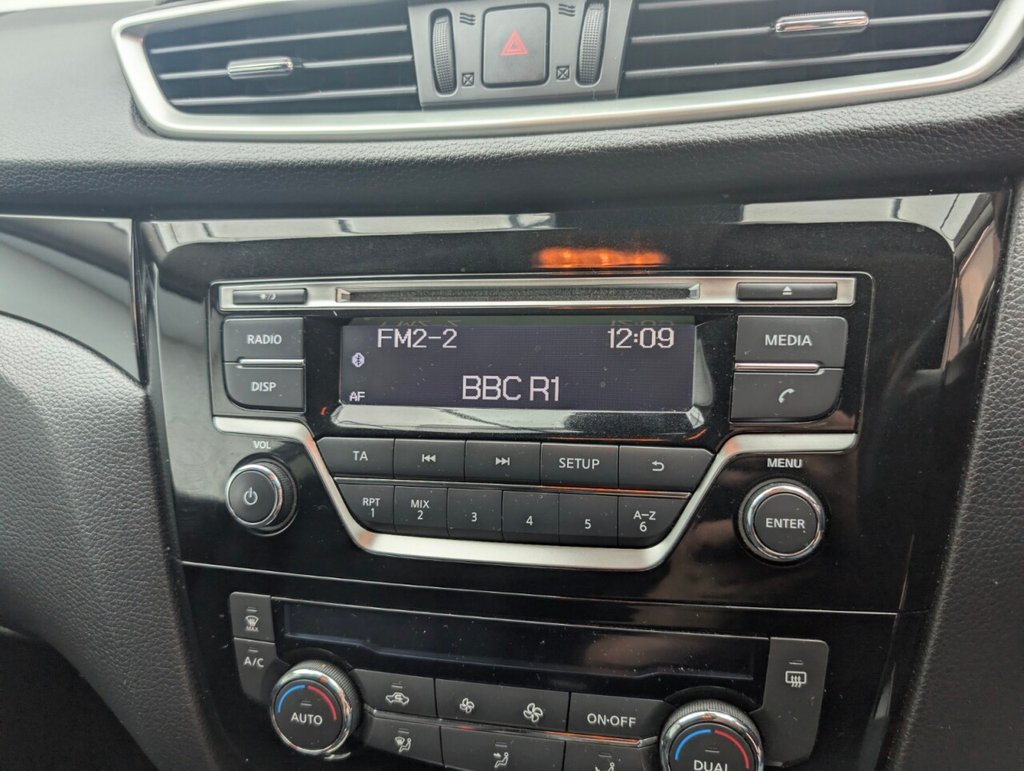 RADIO
FM2-2 12:09
MEDIA
DISP
AF BBC R1
VOL
TA
SETUP
MENU
RPT MIX A–Z
1 2 3 4 5 6
ENTER
MAX
A/C
AUTO
ON·OFF
DUAL